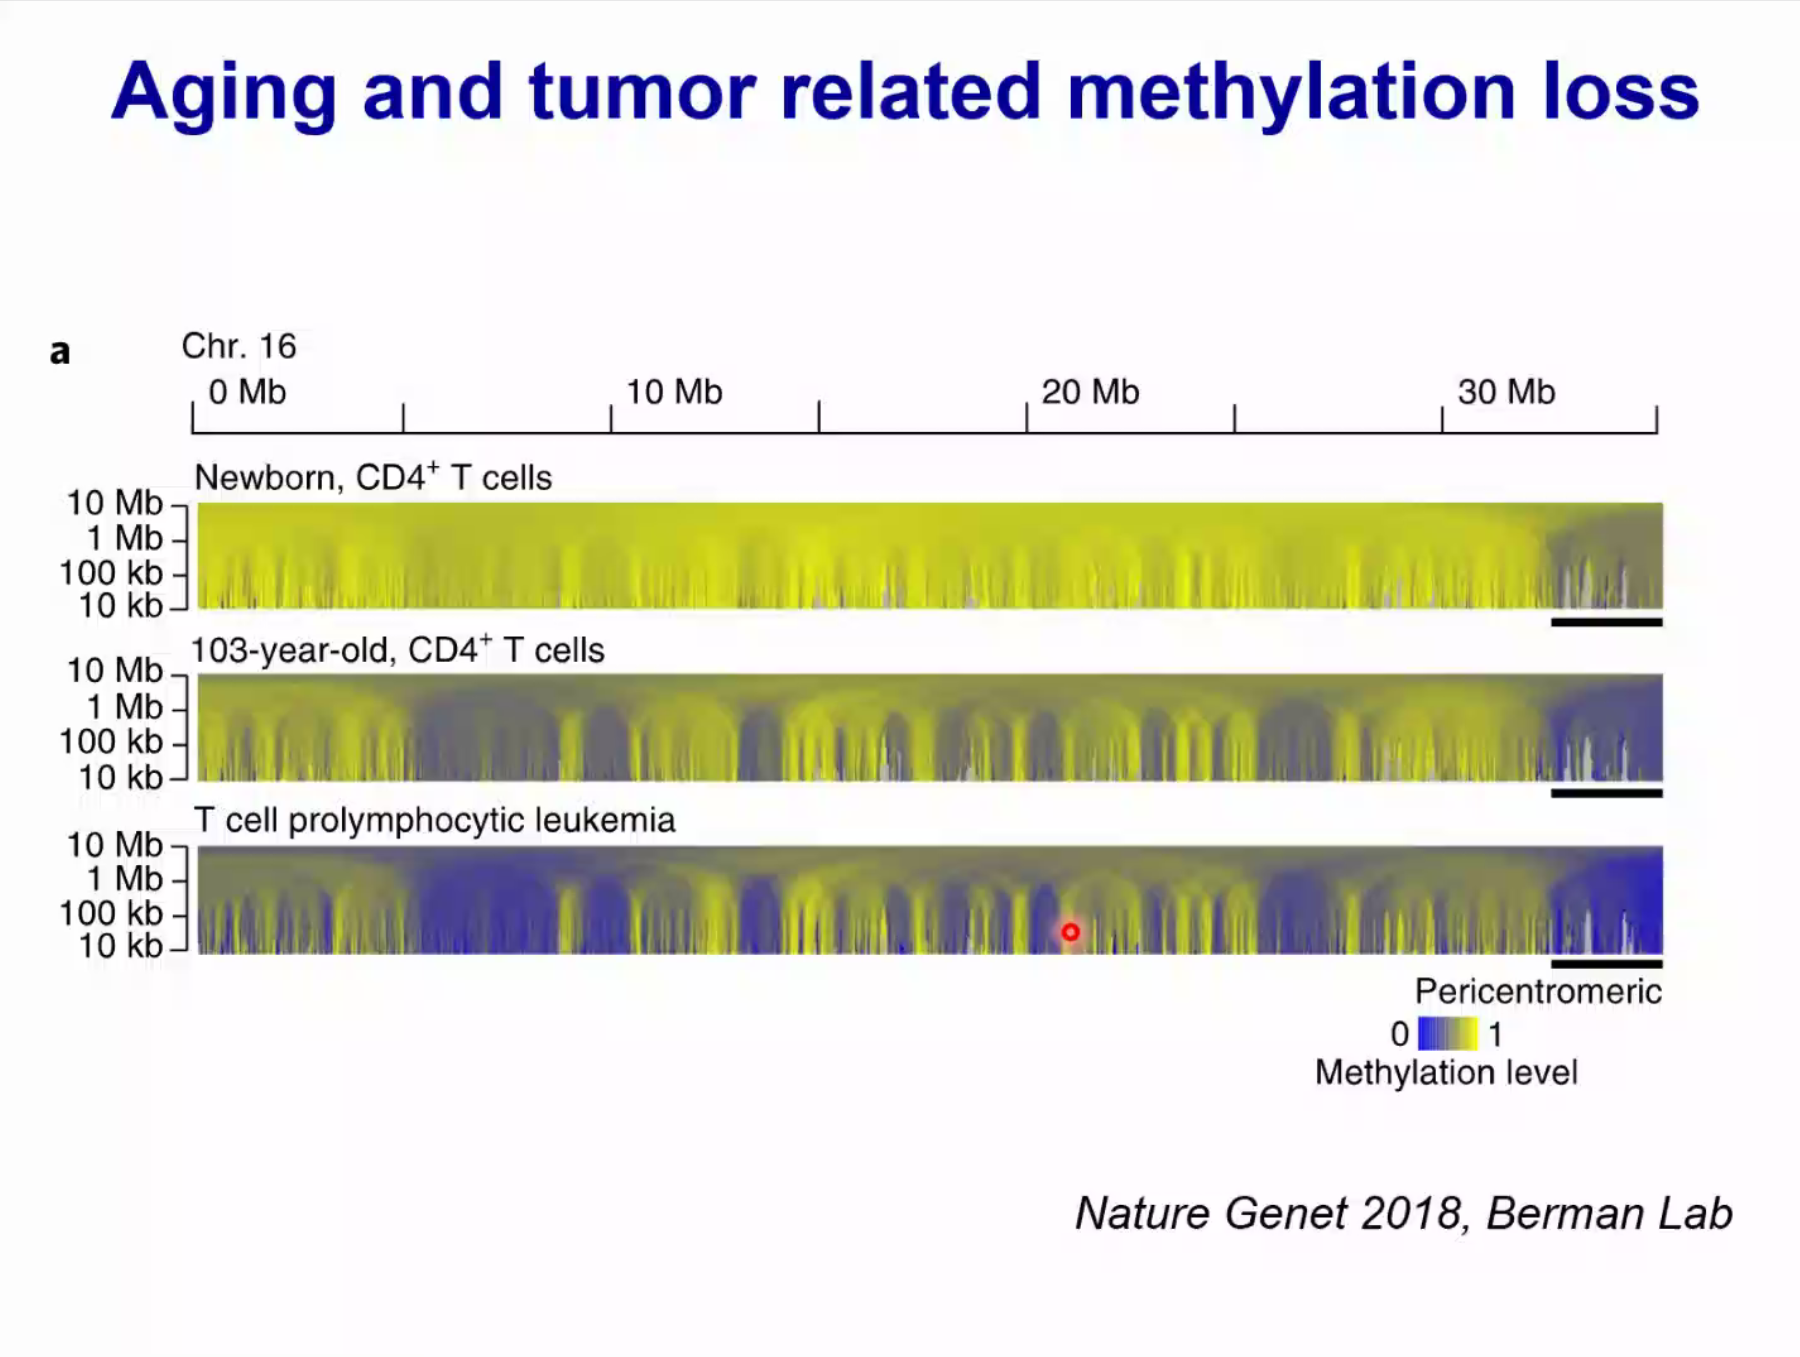 Aging and tumor related methylation loss
a
Chr. 16
0 Mb 10 Mb 20 Mb 30 Mb
Newborn, CD4⁺ T cells
10 Mb
1 Mb
100 kb
10 kb
103-year-old, CD4⁺ T cells
10 Mb
1 Mb
100 kb
10 kb
T cell prolymphocytic leukemia
10 Mb
1 Mb
100 kb
10 kb
Pericentromeric
0 1
Methylation level
Nature Genet 2018, Berman Lab